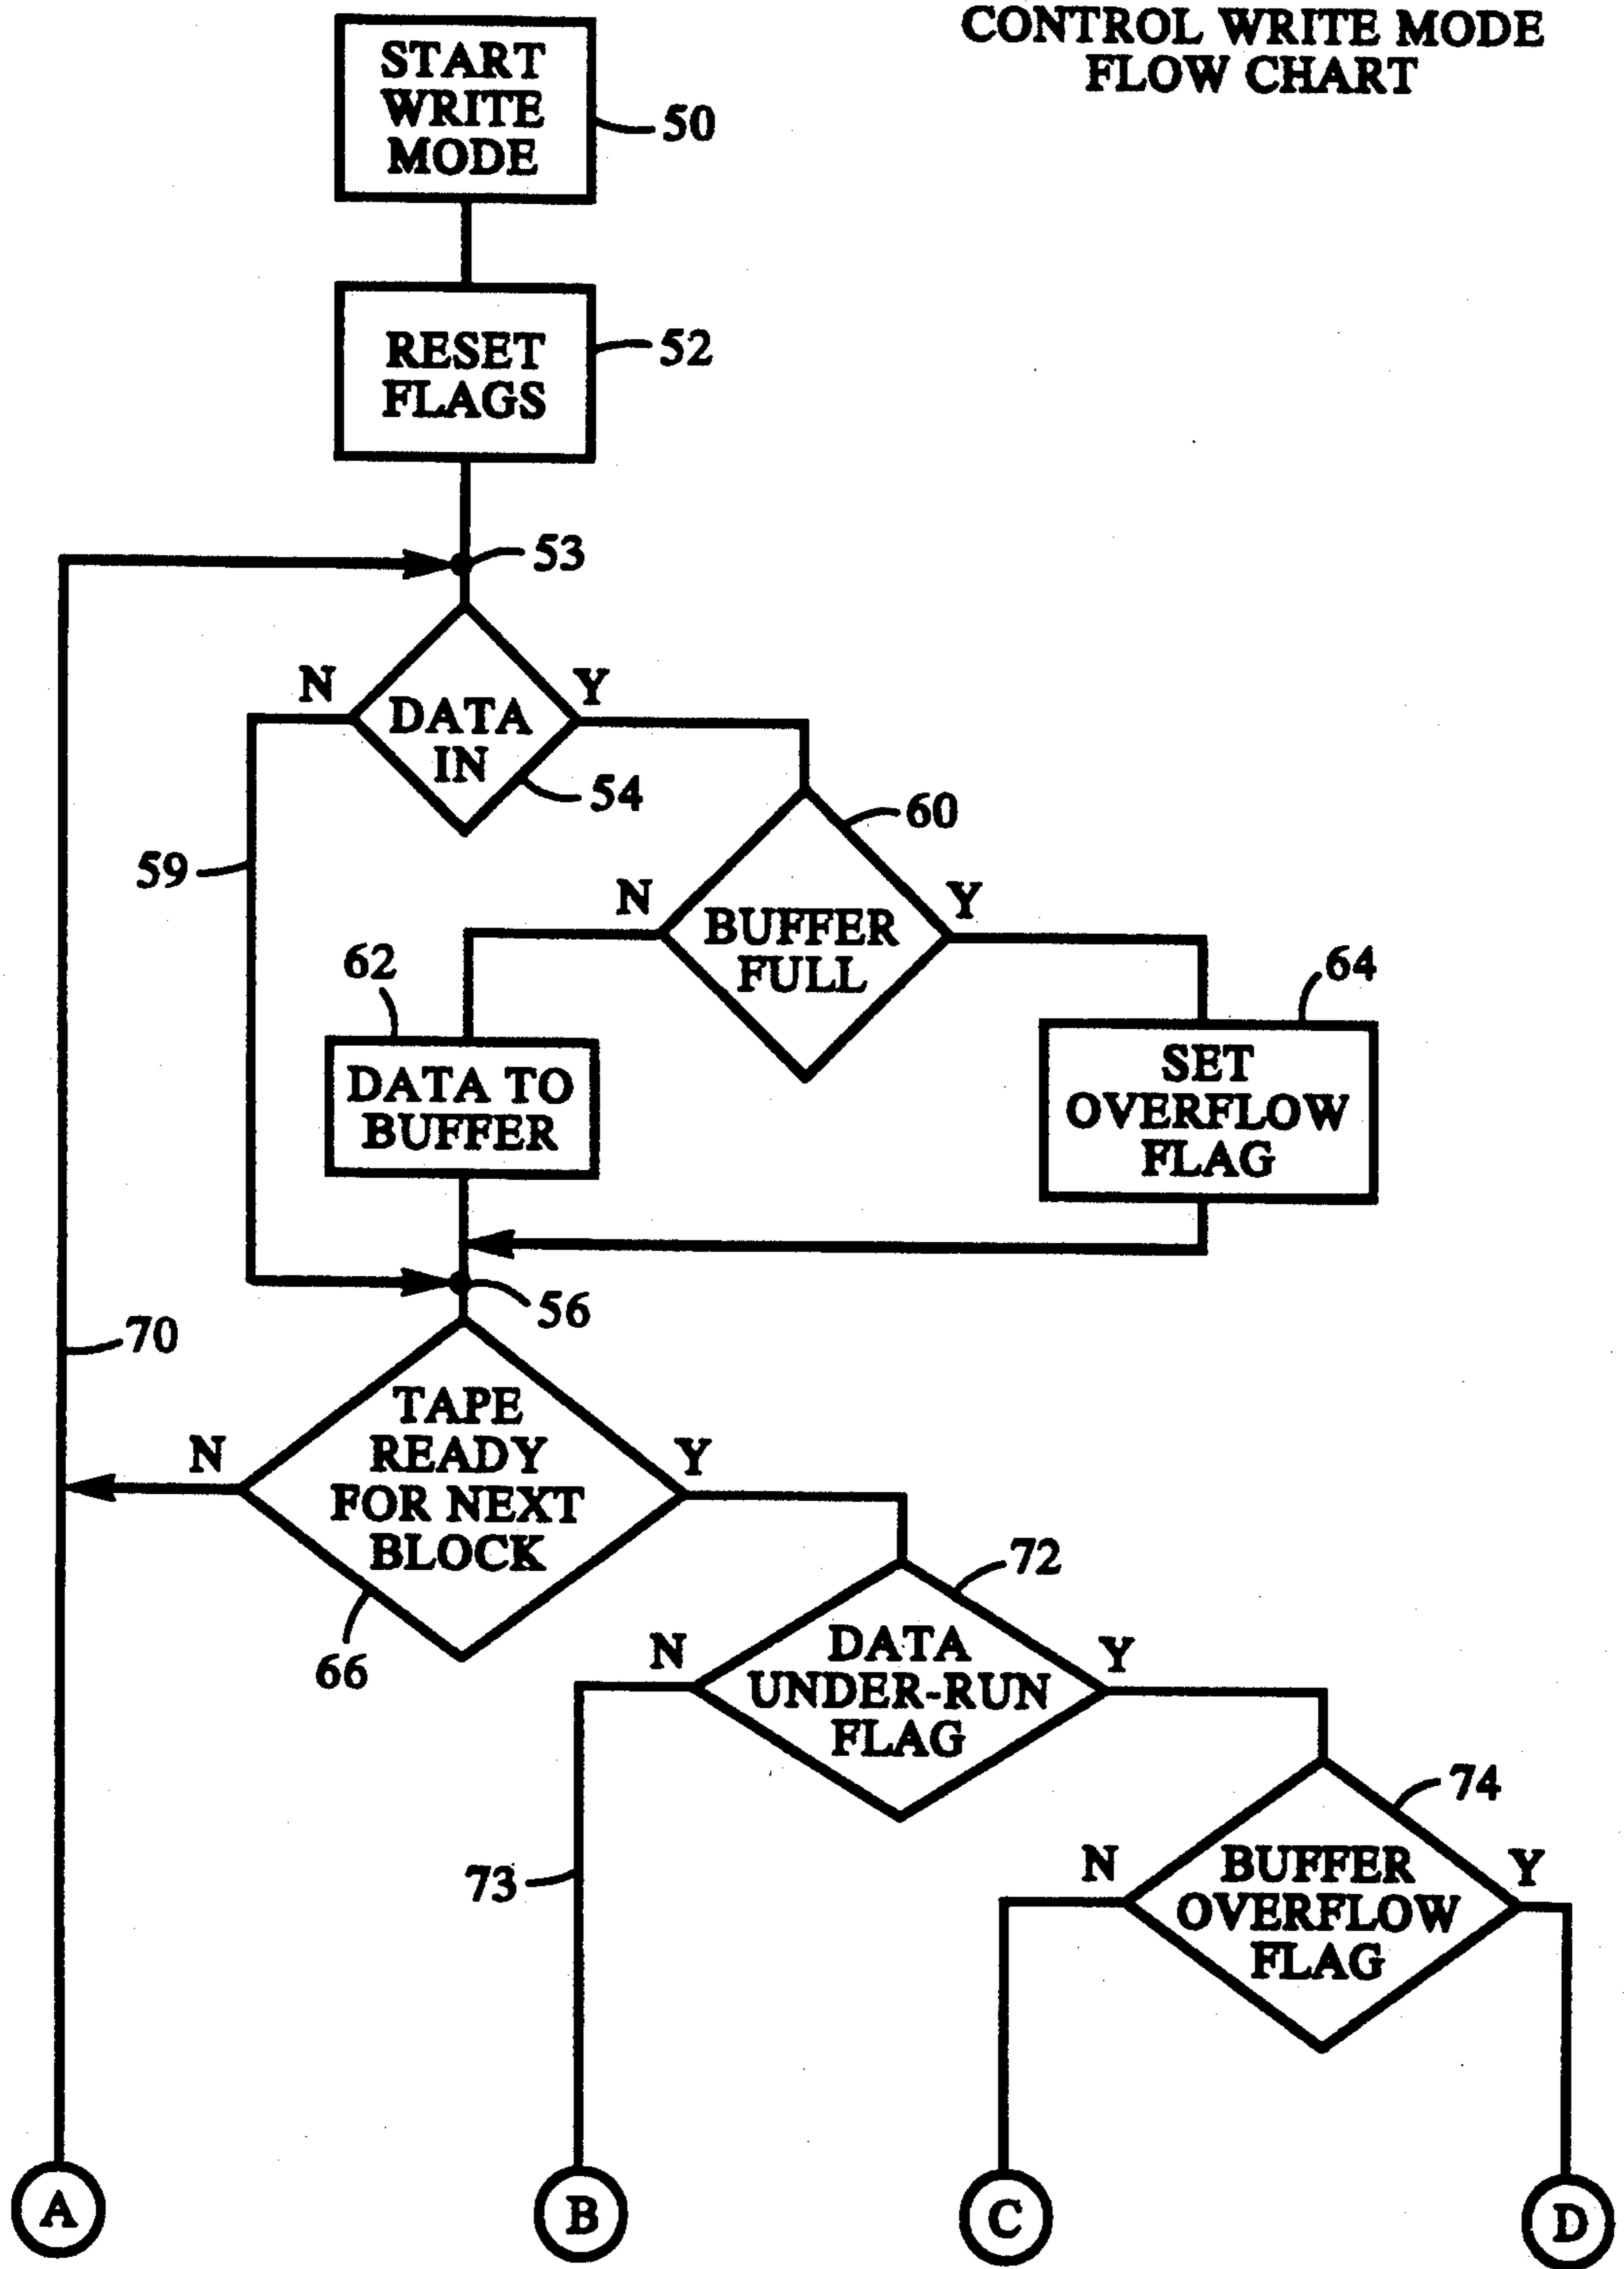 CONTROL WRITE MODE
FLOW CHART
START
WRITE
MODE
50
RESET
FLAGS
52
53
N
Y
DATA
IN
54
59
60
N
Y
BUFFER
FULL
62
64
DATA TO
BUFFER
SET
OVERFLOW
FLAG
56
70
N
Y
TAPE
READY
FOR NEXT
BLOCK
66
72
N
Y
DATA
UNDER-RUN
FLAG
73
74
N
Y
BUFFER
OVERFLOW
FLAG
A
B
C
D